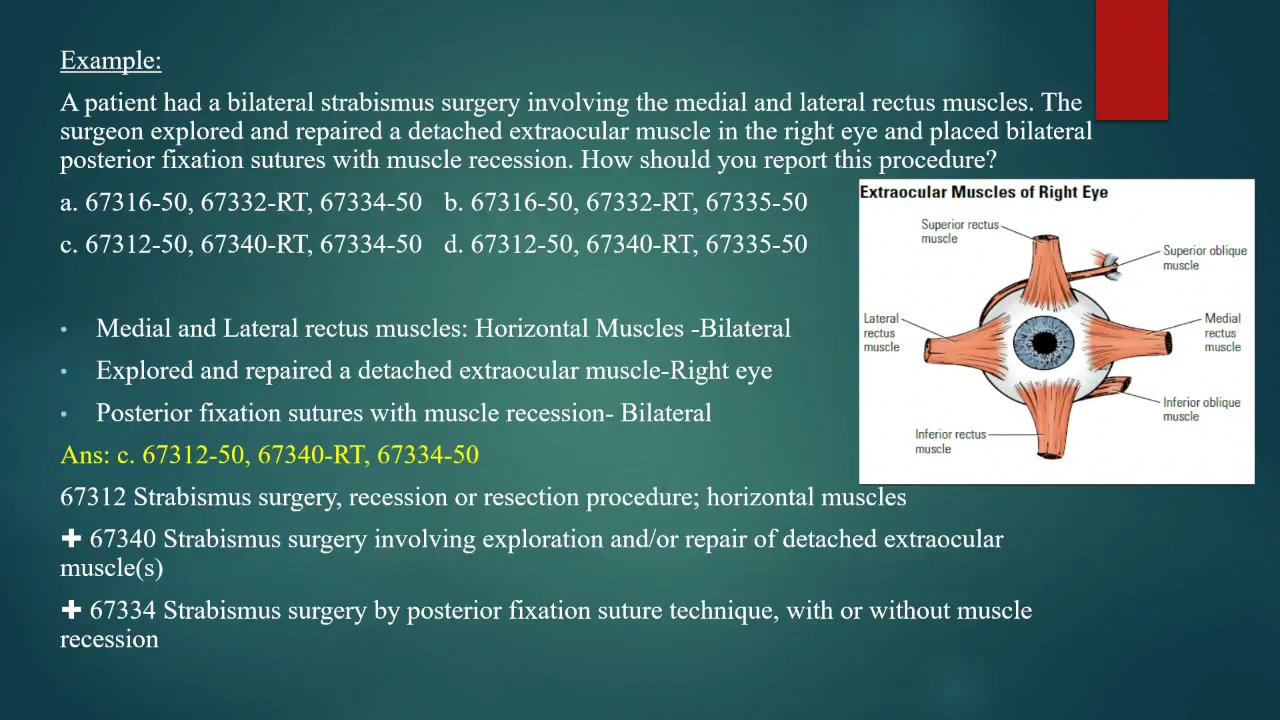 Example:
A patient had a bilateral strabismus surgery involving the medial and lateral rectus muscles. The
surgeon explored and repaired a detached extraocular muscle in the right eye and placed bilateral
posterior fixation sutures with muscle recession. How should you report this procedure?
a. 67316-50, 67332-RT, 67334-50 b. 67316-50, 67332-RT, 67335-50
c. 67312-50, 67340-RT, 67334-50 d. 67312-50, 67340-RT, 67335-50
• Medial and Lateral rectus muscles: Horizontal Muscles -Bilateral
• Explored and repaired a detached extraocular muscle-Right eye
• Posterior fixation sutures with muscle recession- Bilateral
Ans: c. 67312-50, 67340-RT, 67334-50
67312 Strabismus surgery, recession or resection procedure; horizontal muscles
✚ 67340 Strabismus surgery involving exploration and/or repair of detached extraocular
muscle(s)
✚ 67334 Strabismus surgery by posterior fixation suture technique, with or without muscle
recession
Extraocular Muscles of Right Eye
Superior rectus
muscle
Superior oblique
muscle
Lateral
rectus
muscle
Medial
rectus
muscle
Inferior oblique
muscle
Inferior rectus
muscle